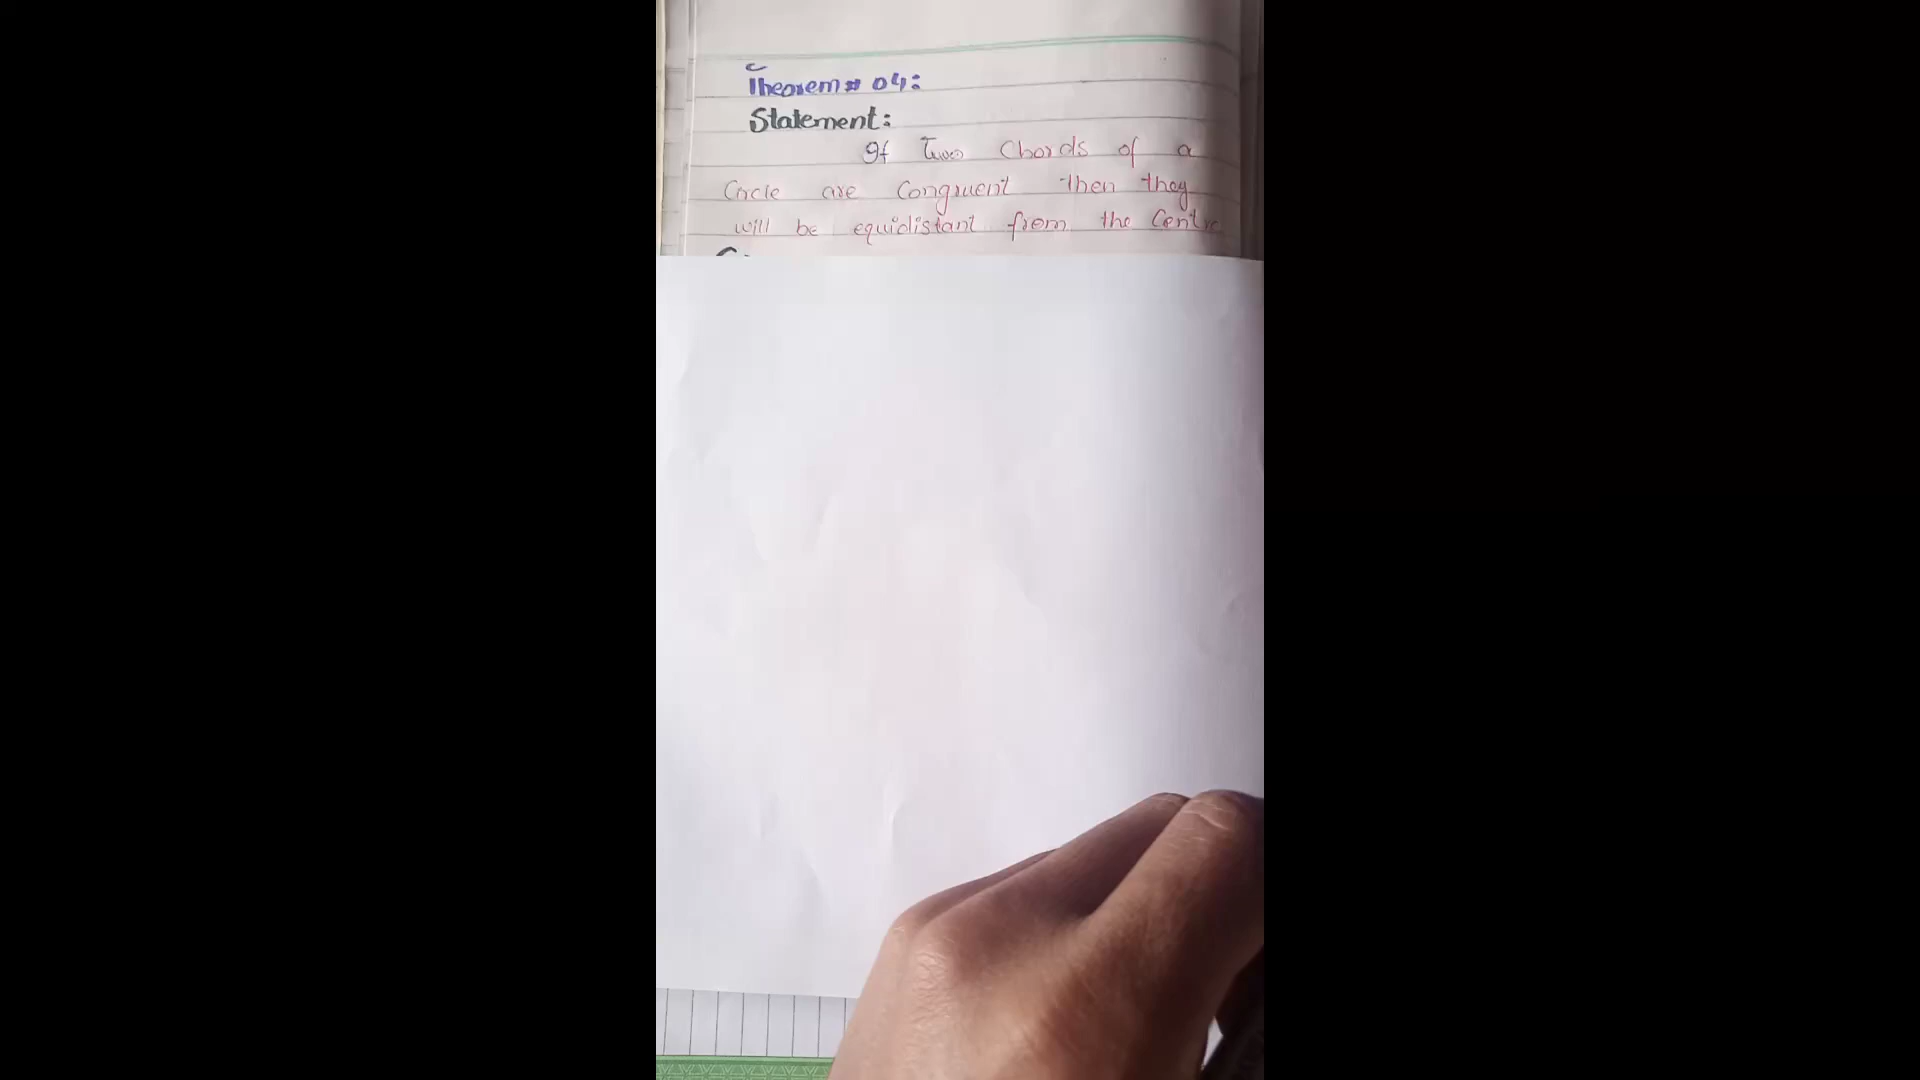 Theorem # 04:
Statement:
If Two Chords of a
Circle are Congruent then they
will be equidistant from the Centre